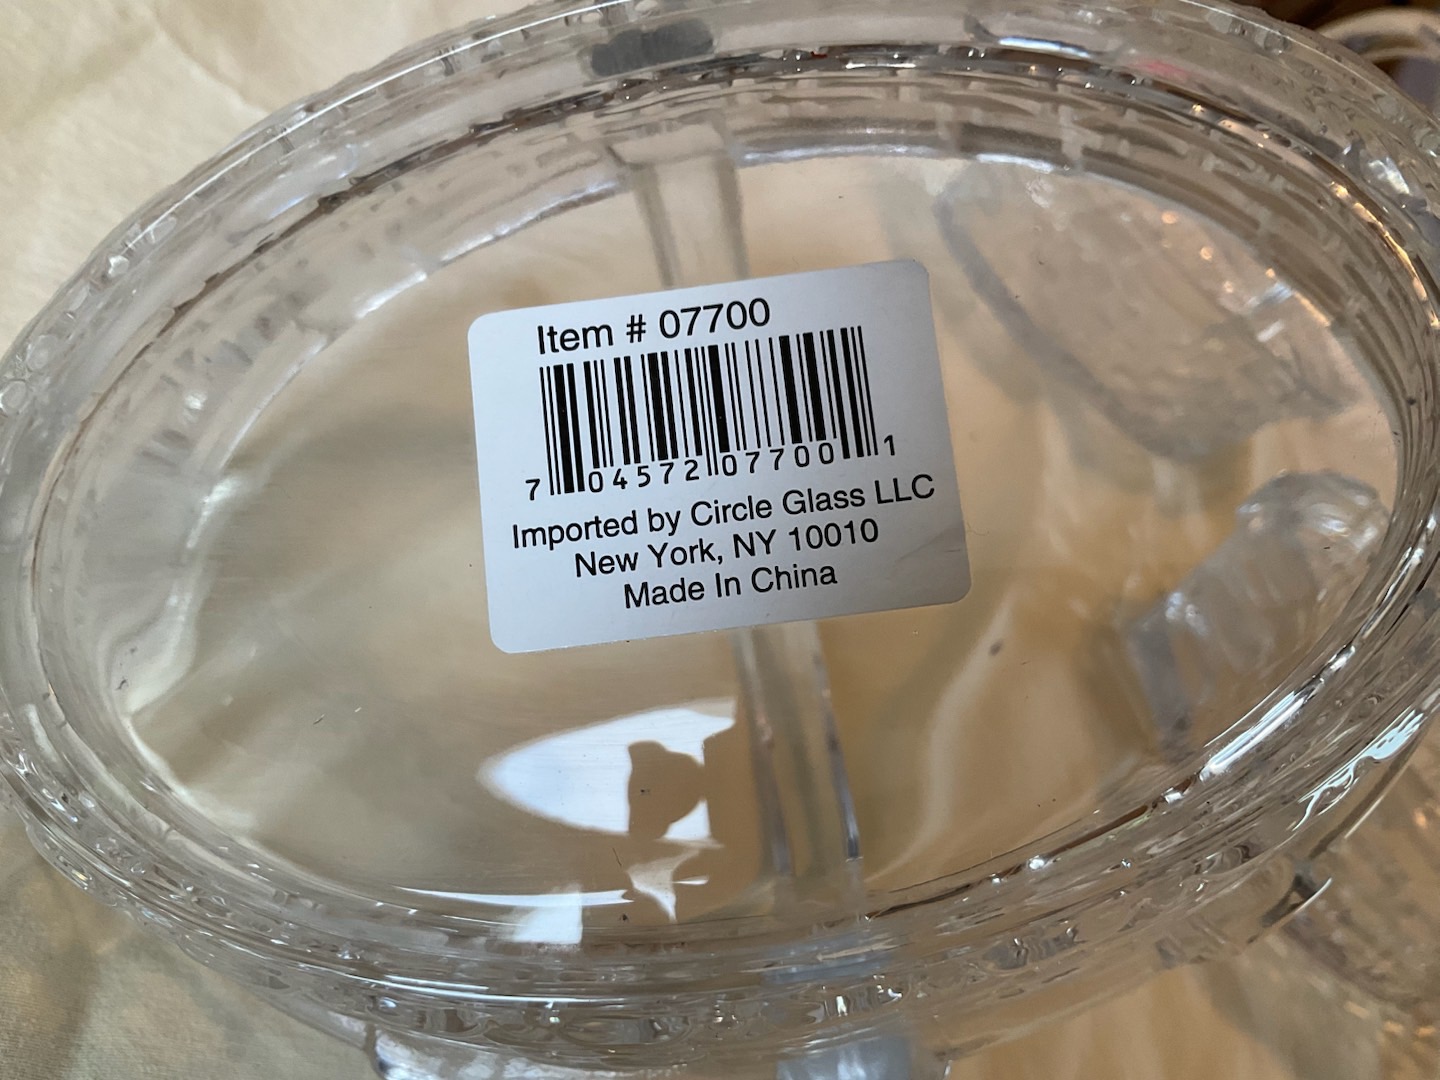 Item # 07700
7 04572 07700 1
Imported by Circle Glass LLC
New York, NY 10010
Made In China